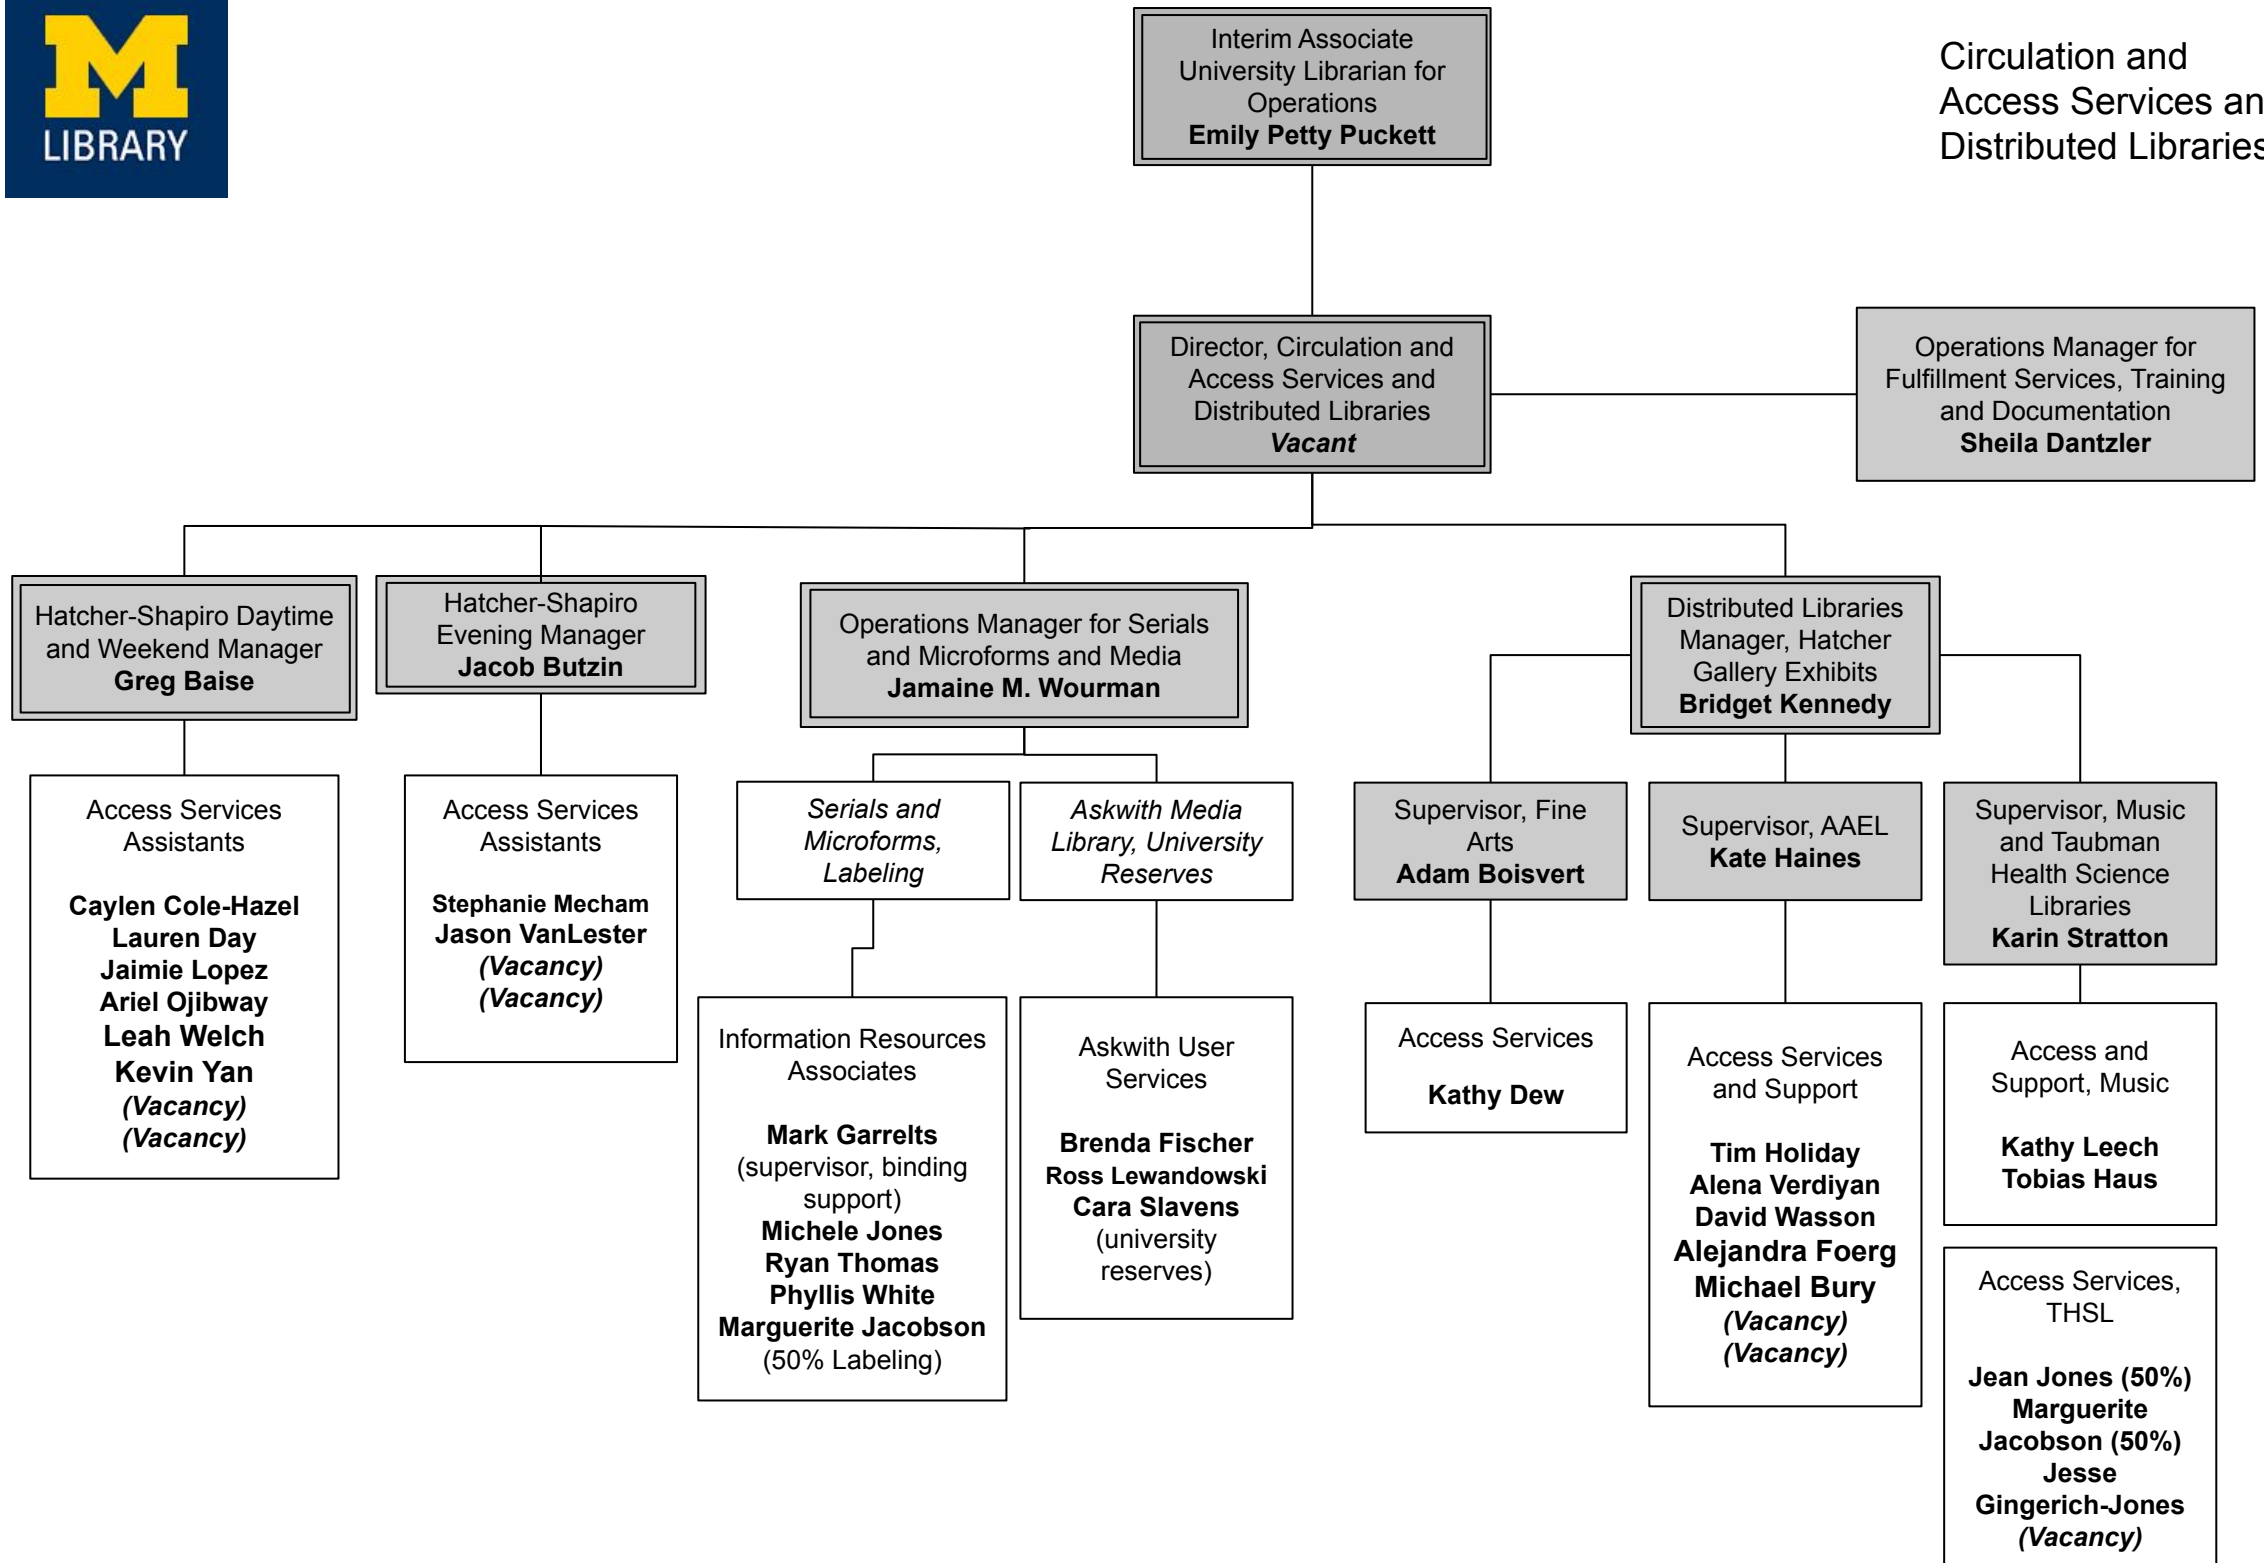 M
LIBRARY
Interim Associate
University Librarian for
Operations
Emily Petty Puckett
Circulation and
Access Services an
Distributed Libraries
Director, Circulation and
Access Services and
Distributed Libraries
Vacant
Operations Manager for
Fulfillment Services, Training
and Documentation
Sheila Dantzler
Hatcher-Shapiro Daytime
and Weekend Manager
Greg Baise
Hatcher-Shapiro
Evening Manager
Jacob Butzin
Operations Manager for Serials
and Microforms and Media
Jamaine M. Wourman
Distributed Libraries
Manager, Hatcher
Gallery Exhibits
Bridget Kennedy
Access Services
Assistants
Caylen Cole-Hazel
Lauren Day
Jaimie Lopez
Ariel Ojibway
Leah Welch
Kevin Yan
(Vacancy)
(Vacancy)
Access Services
Assistants
Stephanie Mecham
Jason VanLester
(Vacancy)
(Vacancy)
Serials and
Microforms,
Labeling
Askwith Media
Library, University
Reserves
Supervisor, Fine
Arts
Adam Boisvert
Supervisor, AAEL
Kate Haines
Supervisor, Music
and Taubman
Health Science
Libraries
Karin Stratton
Information Resources
Associates
Mark Garrelts
(supervisor, binding
support)
Michele Jones
Ryan Thomas
Phyllis White
Marguerite Jacobson
(50% Labeling)
Askwith User
Services
Brenda Fischer
Ross Lewandowski
Cara Slavens
(university
reserves)
Access Services
Kathy Dew
Access Services
and Support
Tim Holiday
Alena Verdiyan
David Wasson
Alejandra Foerg
Michael Bury
(Vacancy)
(Vacancy)
Access and
Support, Music
Kathy Leech
Tobias Haus
Access Services,
THSL
Jean Jones (50%)
Marguerite
Jacobson (50%)
Jesse
Gingerich-Jones
(Vacancy)